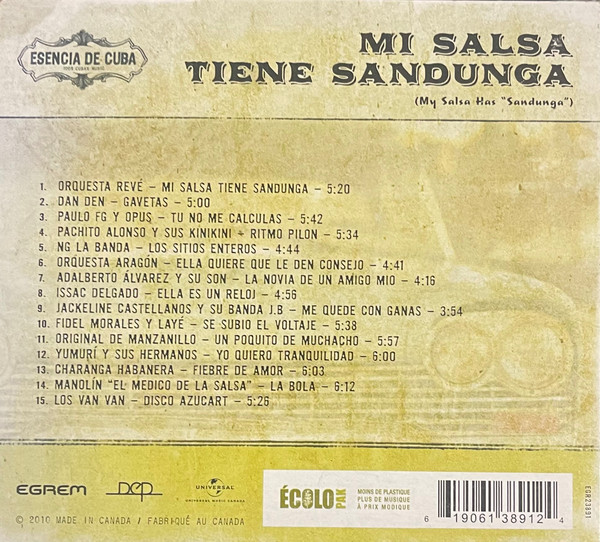 ESENCIA DE CUBA
100% CUBAN MUSIC
MI SALSA
TIENE SANDUNGA
(My Salsa Has "Sandunga")
1. ORQUESTA REVÉ – MI SALSA TIENE SANDUNGA – 5:20
2. DAN DEN – GAVETAS – 5:00
3. PAULO FG Y OPUS – TU NO ME CALCULAS – 5:42
4. PACHITO ALONSO Y SUS KINIKINI – RITMO PILON – 5:34
5. NG LA BANDA – LOS SITIOS ENTEROS – 4:44
6. ORQUESTA ARAGÓN – ELLA QUIERE QUE LE DEN CONSEJO – 4:41
7. ADALBERTO ÁLVAREZ Y SU SON – LA NOVIA DE UN AMIGO MIO – 4:16
8. ISSAC DELGADO – ELLA ES UN RELOJ – 4:56
9. JACKELINE CASTELLANOS Y SU BANDA J.B – ME QUEDE CON GANAS – 3:54
10. FIDEL MORALES Y LAYÉ – SE SUBIO EL VOLTAJE – 5:38
11. ORIGINAL DE MANZANILLO – UN POQUITO DE MUCHACHO – 5:57
12. YUMURÍ Y SUS HERMANOS – YO QUIERO TRANQUILIDAD – 6:00
13. CHARANGA HABANERA – FIEBRE DE AMOR – 6:03
14. MANOLÍN "EL MEDICO DE LA SALSA" – LA BOLA – 6:12
15. LOS VAN VAN – DISCO AZUCART – 5:26
EGREM
DEP
UNIVERSAL
UNIVERSAL MUSIC CANADA
ÉCOLO PAK
MOINS DE PLASTIQUE
PLUS DE MUSIQUE
À PRIX MODIQUE
6 19061 38912 4
EGR23891
© 2010 MADE IN CANADA / FABRIQUÉ AU CANADA